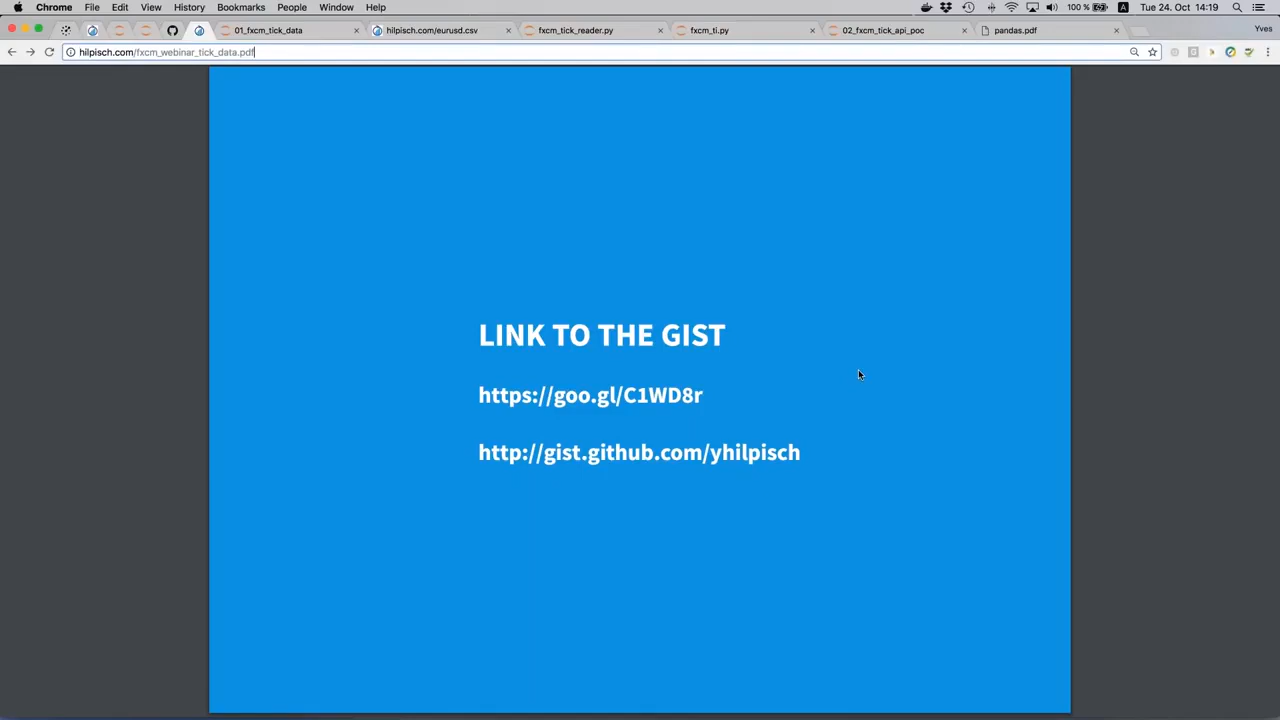 Chrome File Edit View History Bookmarks People Window Help 100 % Tue 24. Oct 14:19
01_fxcm_tick_data hilpisch.com/eurusd.csv fxcm_tick_reader.py fxcm_ti.py 02_fxcm_tick_api_poc pandas.pdf Yves
hilpisch.com/fxcm_webinar_tick_data.pdf
LINK TO THE GIST
https://goo.gl/C1WD8r
http://gist.github.com/yhilpisch